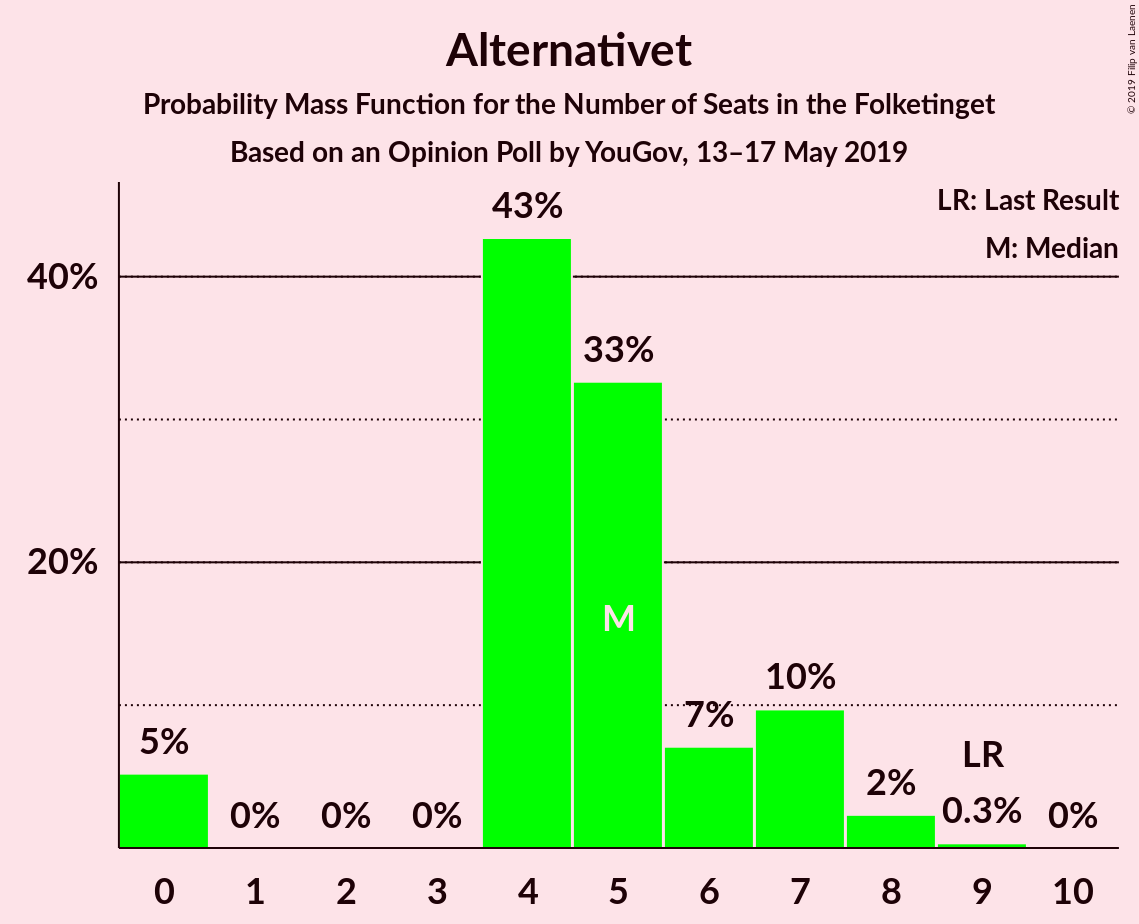 Alternativet
Probability Mass Function for the Number of Seats in the Folketinget
Based on an Opinion Poll by YouGov, 13–17 May 2019
© 2019 Filip van Laenen
LR: Last Result
M: Median
40%
20%
5%
0%
0%
0%
43%
33%
M
7%
10%
2%
LR
0.3%
0%
0 1 2 3 4 5 6 7 8 9 10